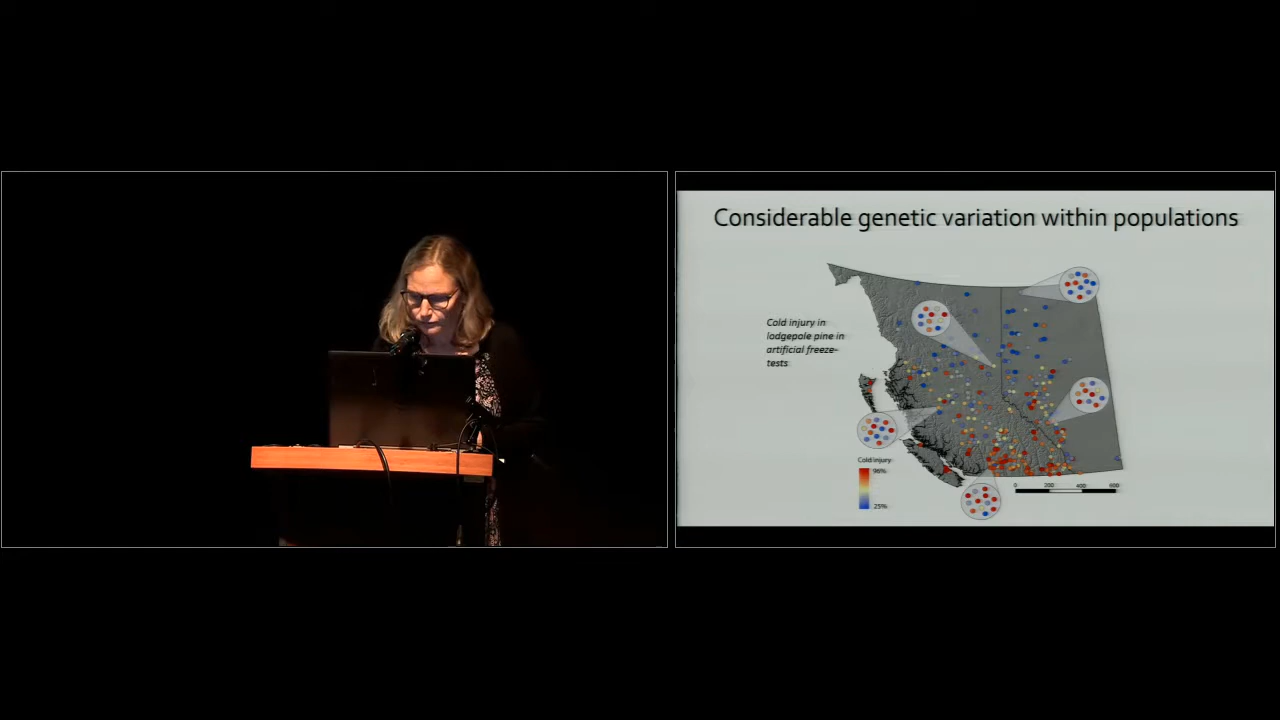 Considerable genetic variation within populations
Cold injury in
lodgepole pine in
artificial freeze-
tests
Cold injury
96%
25%
0 200 400 600